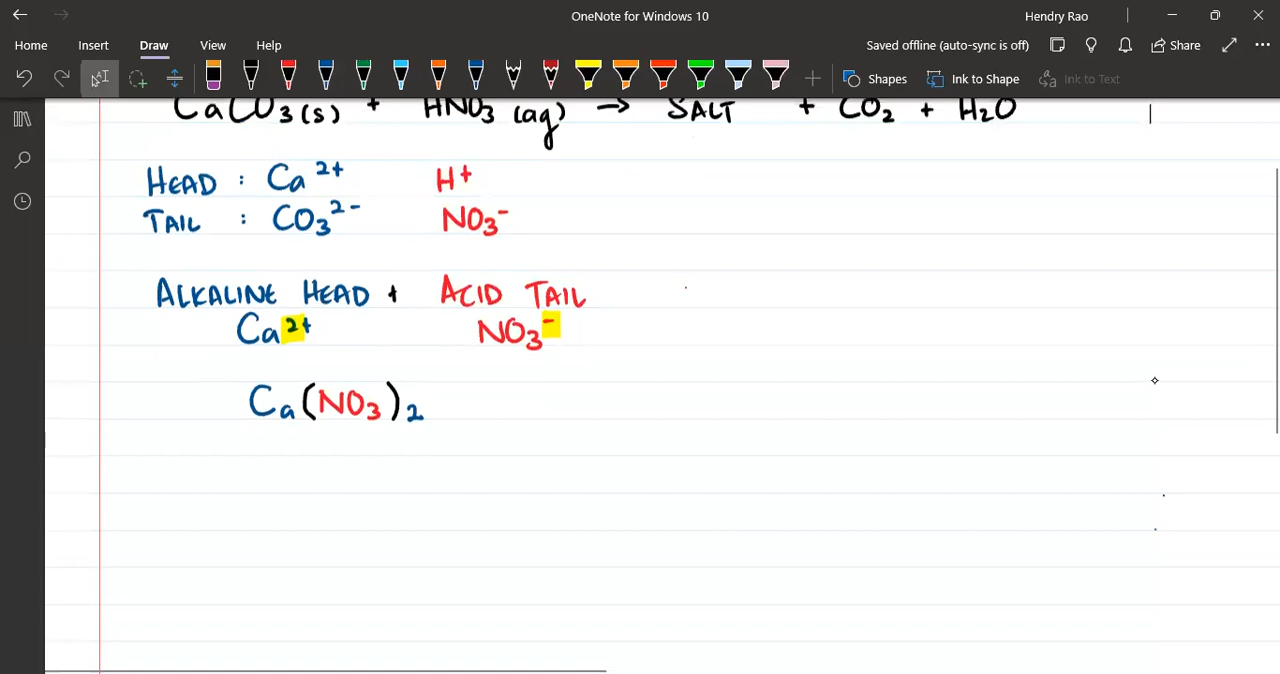 OneNote for Windows 10
Hendry Rao
Home Insert Draw View Help
Saved offline (auto-sync is off)
Share
Shapes
Ink to Shape
Ink to Text
CaCO₃(s) + HNO₃(aq) → SALT + CO₂ + H₂O
HEAD : Ca²⁺ H⁺
TAIL : CO₃²⁻ NO₃⁻
ALKALINE HEAD + ACID TAIL
Ca²⁺ NO₃⁻
Ca(NO₃)₂